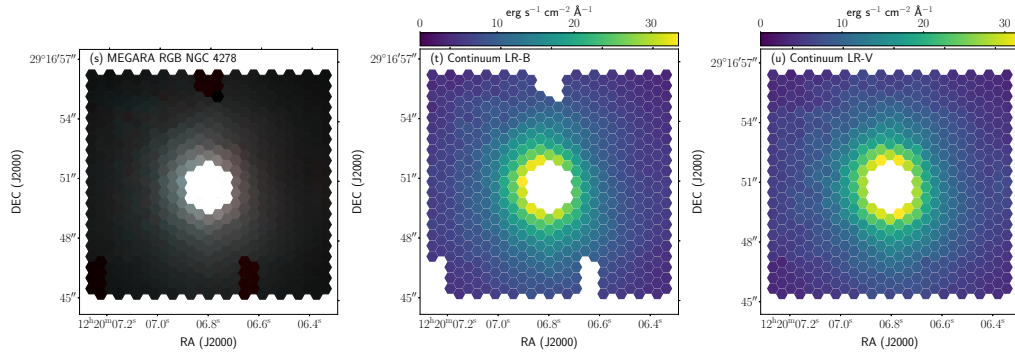 erg s⁻¹ cm⁻² Å⁻¹
erg s⁻¹ cm⁻² Å⁻¹
0 10 20 30
0 10 20 30
(s) MEGARA RGB NGC 4278
(t) Continuum LR-B
(u) Continuum LR-V
29°16′57″
54″
51″
48″
45″
DEC (J2000)
12ʰ20ᵐ07.2ˢ 07.0ˢ 06.8ˢ 06.6ˢ 06.4ˢ
RA (J2000)
29°16′57″
54″
51″
48″
45″
DEC (J2000)
12ʰ20ᵐ07.2ˢ 07.0ˢ 06.8ˢ 06.6ˢ 06.4ˢ
RA (J2000)
29°16′57″
54″
51″
48″
45″
DEC (J2000)
12ʰ20ᵐ07.2ˢ 07.0ˢ 06.8ˢ 06.6ˢ 06.4ˢ
RA (J2000)